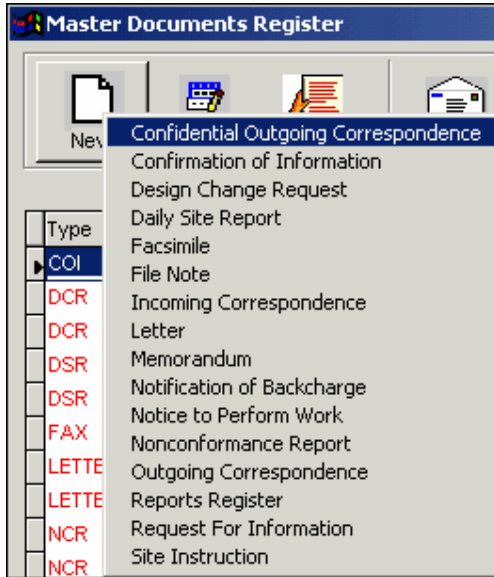 Master Documents Register
New
Confidential Outgoing Correspondence
Confirmation of Information
Design Change Request
Daily Site Report
Facsimile
File Note
Incoming Correspondence
Letter
Memorandum
Notification of Backcharge
Notice to Perform Work
Nonconformance Report
Outgoing Correspondence
Reports Register
Request For Information
Site Instruction
Type
COI
DCR
DCR
DSR
DSR
FAX
LETTE
LETTE
NCR
NCR